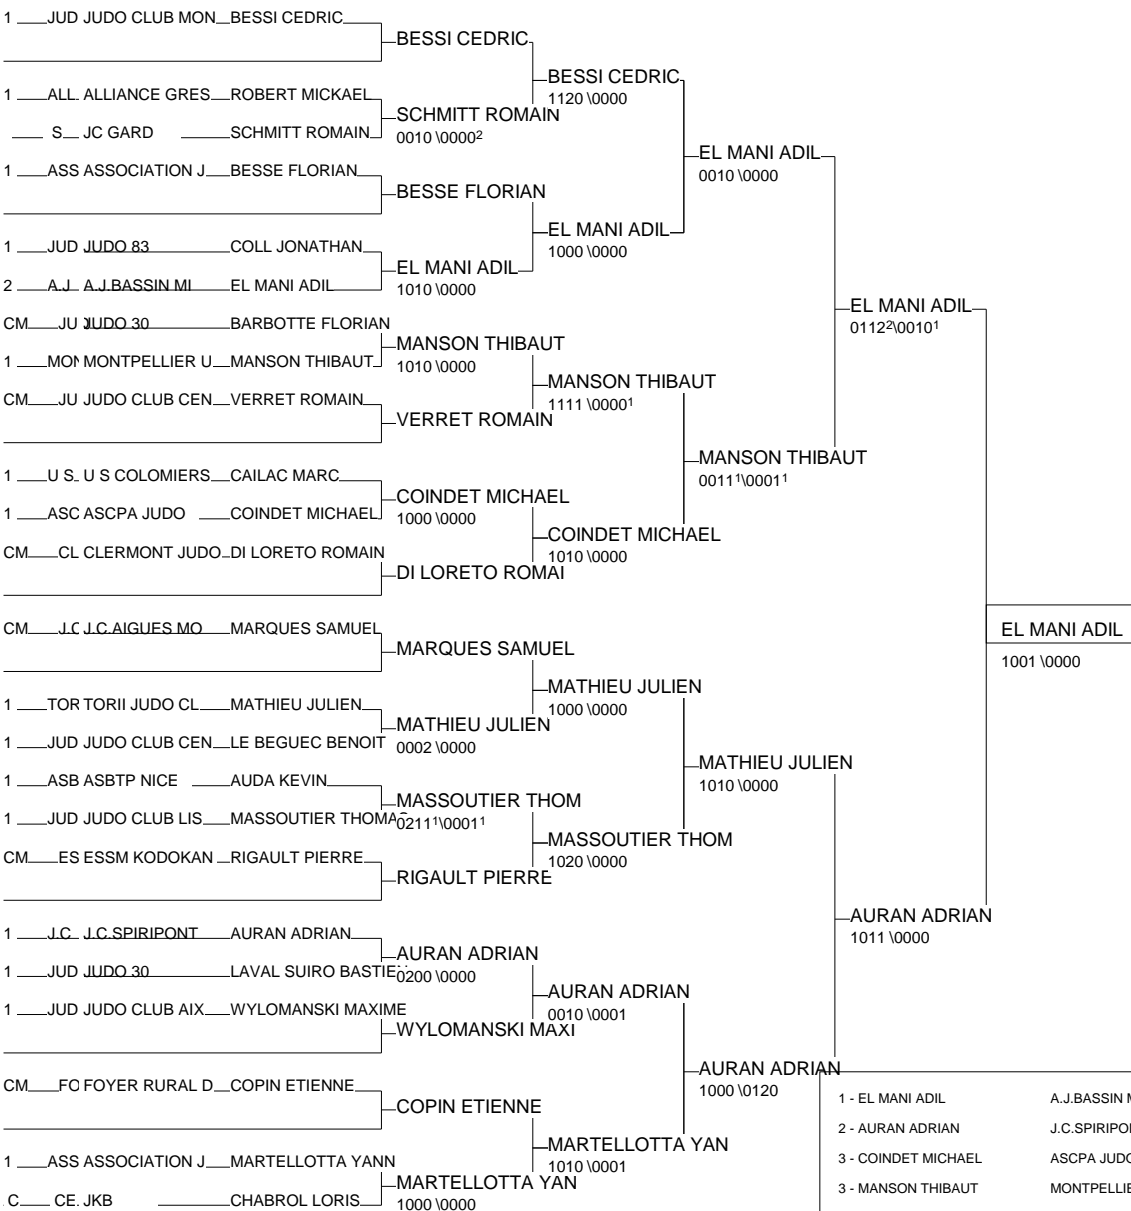 1 JUD JUDO CLUB MON BESSI CEDRIC
BESSI CEDRIC
BESSI CEDRIC
1120 \0000
1 ALL. ALLIANCE GRES ROBERT MICKAEL
SCHMITT ROMAIN
0010 \0000²
S JC GARD SCHMITT ROMAIN
EL MANI ADIL
0010 \0000
1 ASS ASSOCIATION J BESSE FLORIAN
BESSE FLORIAN
EL MANI ADIL
1000 \0000
1 JUD JUDO 83 COLL JONATHAN
EL MANI ADIL
1010 \0000
2 A.J. A.J.BASSIN MI EL MANI ADIL
EL MANI ADIL
0112²\0010¹
CM JU JUDO 30 BARBOTTE FLORIAN
MANSON THIBAUT
1010 \0000
1 MON MONTPELLIER U MANSON THIBAUT
MANSON THIBAUT
1111 \0000¹
CM JU JUDO CLUB CEN VERRET ROMAIN
VERRET ROMAIN
MANSON THIBAUT
0011¹\0001¹
1 U S U S COLOMIERS CAILAC MARC
COINDET MICHAEL
1000 \0000
1 ASC ASCPA JUDO COINDET MICHAEL
COINDET MICHAEL
1010 \0000
CM CL CLERMONT JUDO DI LORETO ROMAIN
DI LORETO ROMAI
EL MANI ADIL
1001 \0000
CM J.C J.C.AIGUES MO MARQUES SAMUEL
MARQUES SAMUEL
MATHIEU JULIEN
1000 \0000
1 TOR TORII JUDO CL MATHIEU JULIEN
MATHIEU JULIEN
0002 \0000
1 JUD JUDO CLUB CEN LE BEGUEC BENOIT
MATHIEU JULIEN
1010 \0000
1 ASB ASBTP NICE AUDA KEVIN
MASSOUTIER THOM
0211¹\0001¹
1 JUD JUDO CLUB LIS MASSOUTIER THOMAS
MASSOUTIER THOM
1020 \0000
CM ES ESSM KODOKAN RIGAULT PIERRE
RIGAULT PIERRE
AURAN ADRIAN
1011 \0000
1 J.C J.C.SPIRIPONT AURAN ADRIAN
AURAN ADRIAN
0200 \0000
1 JUD JUDO 30 LAVAL SUIRO BASTIEN
AURAN ADRIAN
0010 \0001
1 JUD JUDO CLUB AIX WYLOMANSKI MAXIME
WYLOMANSKI MAXI
AURAN ADRIAN
1000 \0120
CM FO FOYER RURAL D COPIN ETIENNE
COPIN ETIENNE
MARTELLOTTA YAN
1010 \0001
1 ASS ASSOCIATION J MARTELLOTTA YANN
MARTELLOTTA YAN
1000 \0000
C CE. JKB CHABROL LORIS
1 - EL MANI ADIL A.J.BASSIN M
2 - AURAN ADRIAN J.C.SPIRIPO
3 - COINDET MICHAEL ASCPA JUDO
3 - MANSON THIBAUT MONTPELLIE